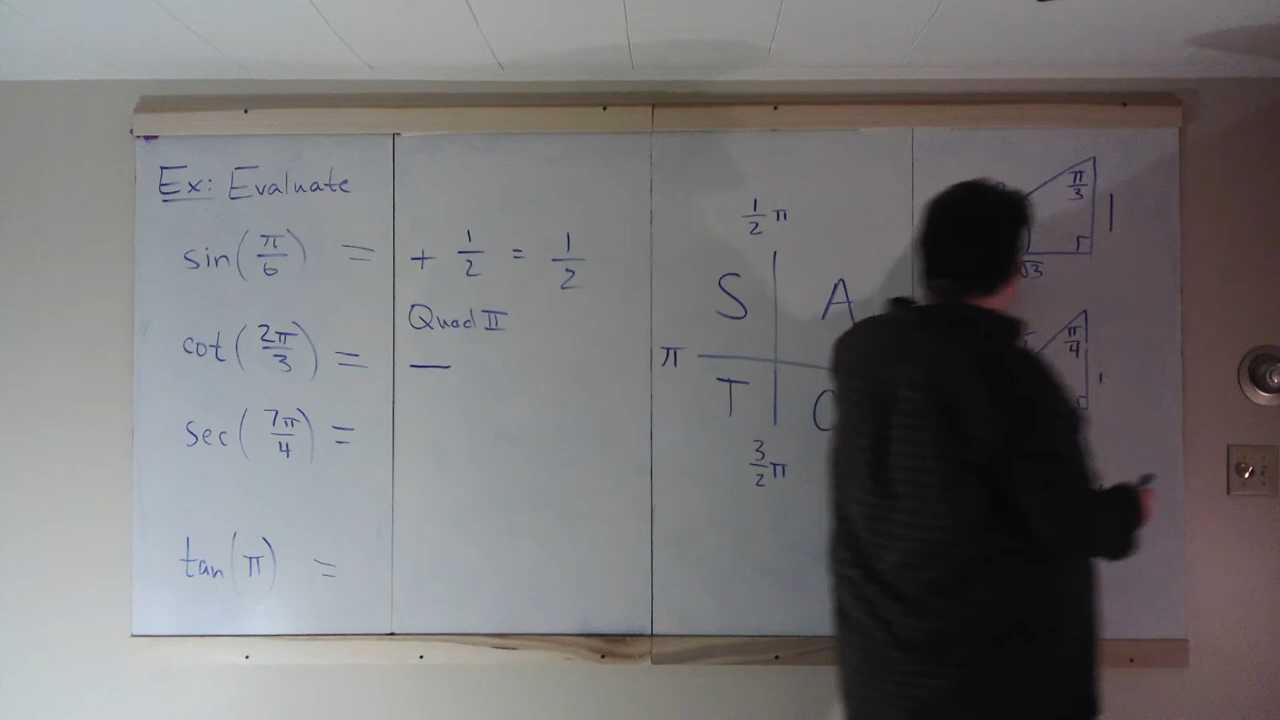 Ex: Evaluate
sin(π/6) = + 1/2 = 1/2
Quad II
cot(2π/3) = —
sec(7π/4) =
tan(π) =
1/2 π
S A
π
T
3/2 π
π/3
1
√3
π/4
1